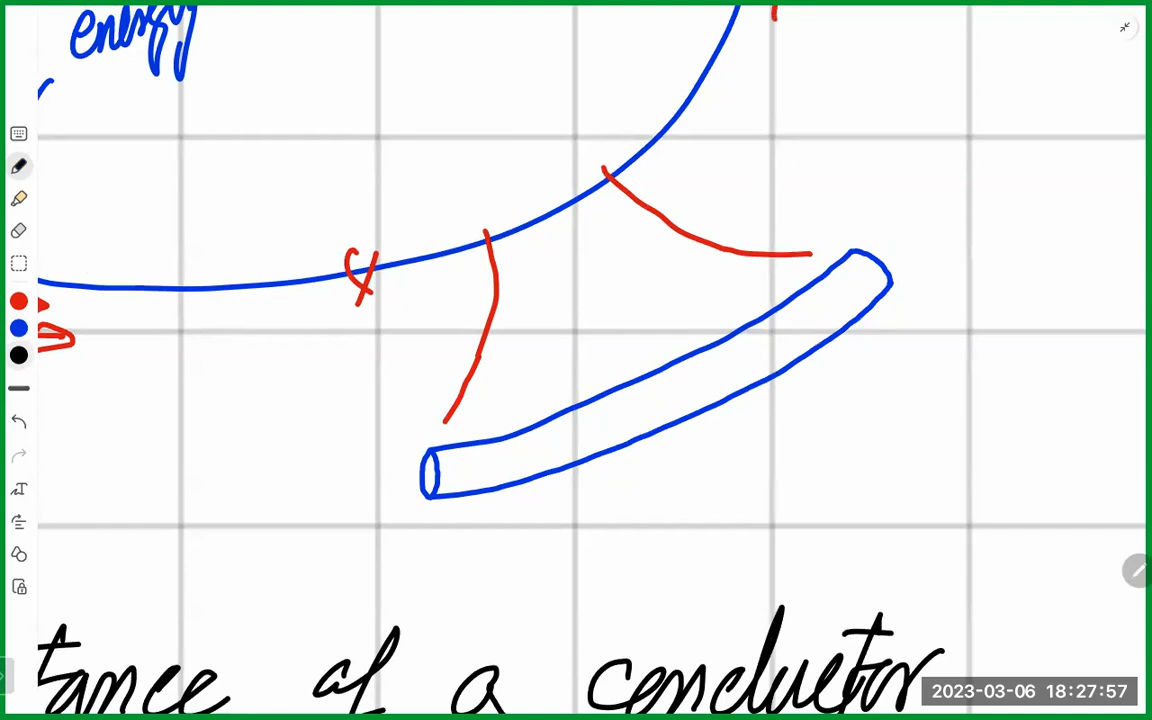 energy
tance of a conductor
2023-03-06 18:27:57